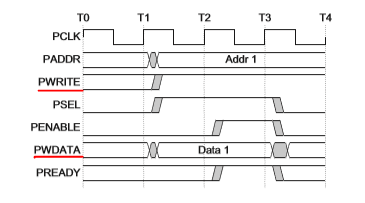 T0 T1 T2 T3 T4
PCLK
PADDR Addr 1
PWRITE
PSEL
PENABLE
PWDATA Data 1
PREADY